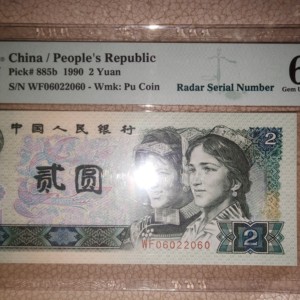 China / People's Republic
Pick# 885b 1990 2 Yuan
S/N WF06022060 - Wmk: Pu Coin
Radar Serial Number
6
Gem U
中国人民银行
2
贰圆
WF06022060
2